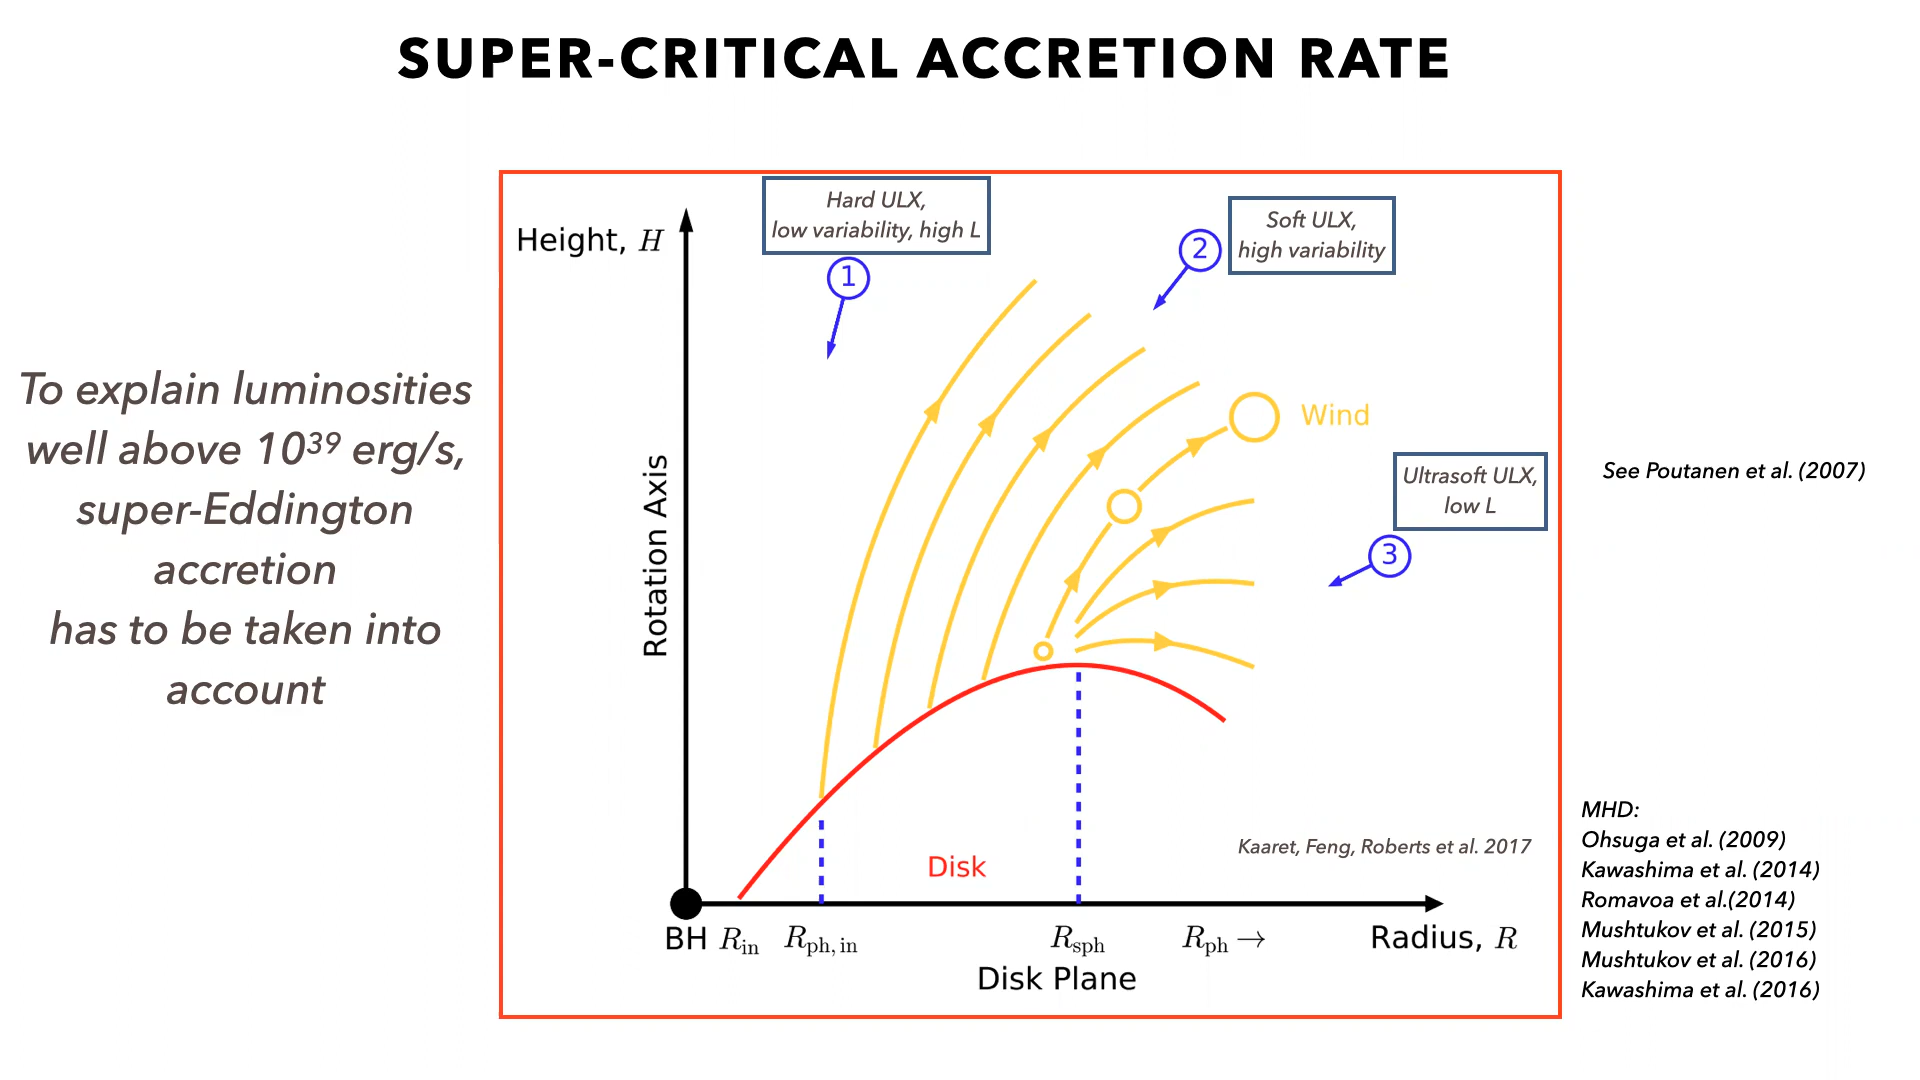 SUPER-CRITICAL ACCRETION RATE
To explain luminosities
well above 10³⁹ erg/s,
super-Eddington
accretion
has to be taken into
account
Hard ULX,
low variability, high L
1
Soft ULX,
high variability
2
Height, H
Rotation Axis
Wind
Ultrasoft ULX,
low L
3
Disk
Kaaret, Feng, Roberts et al. 2017
BH R_in R_ph, in R_sph R_ph → Radius, R
Disk Plane
See Poutanen et al. (2007)
MHD:
Ohsuga et al. (2009)
Kawashima et al. (2014)
Romavoa et al.(2014)
Mushtukov et al. (2015)
Mushtukov et al. (2016)
Kawashima et al. (2016)